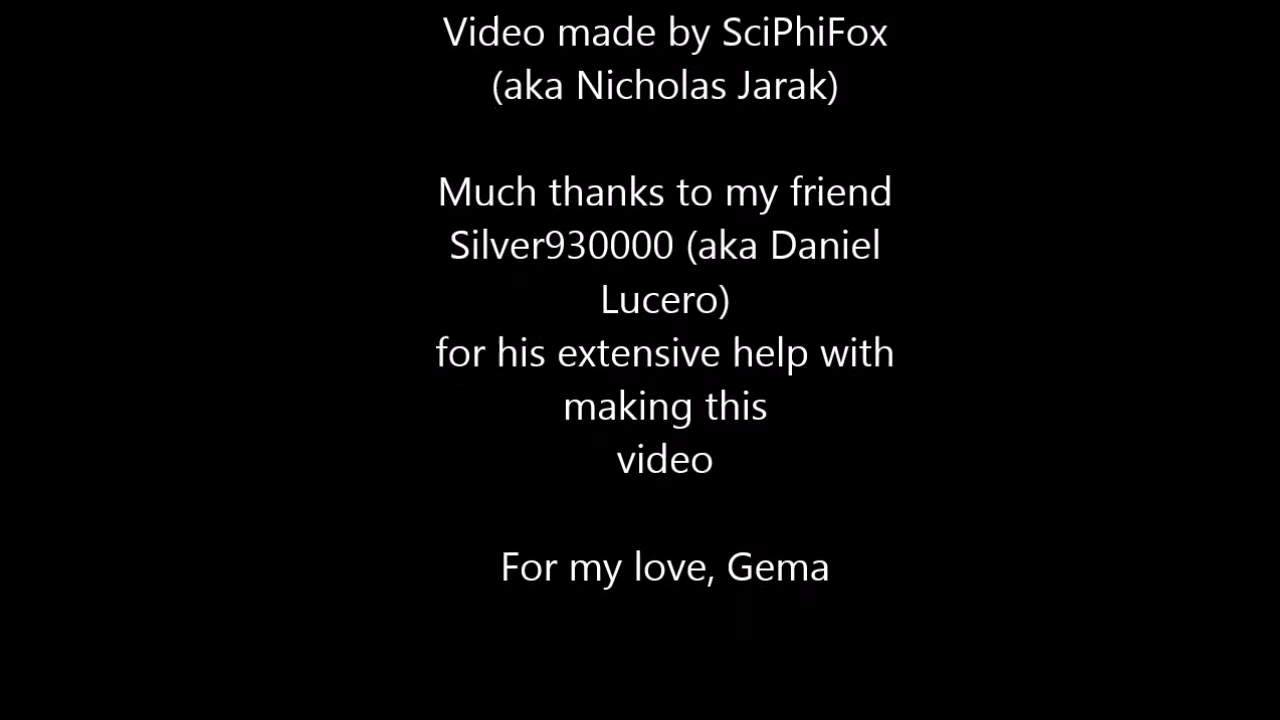 Video made by SciPhiFox
(aka Nicholas Jarak)
Much thanks to my friend
Silver930000 (aka Daniel
Lucero)
for his extensive help with
making this
video
For my love, Gema